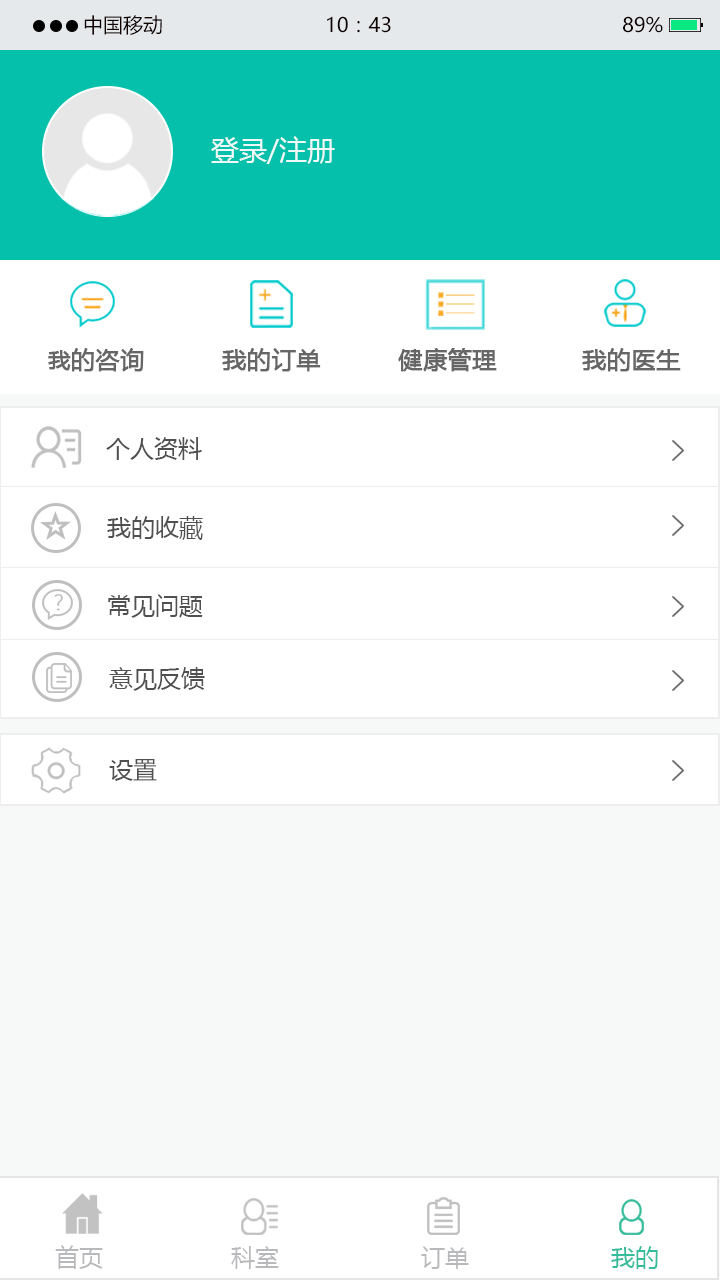 中国移动 10 : 43 89%
登录/注册
我的咨询 我的订单 健康管理 我的医生
个人资料
我的收藏
常见问题
意见反馈
设置
首页 科室 订单 我的